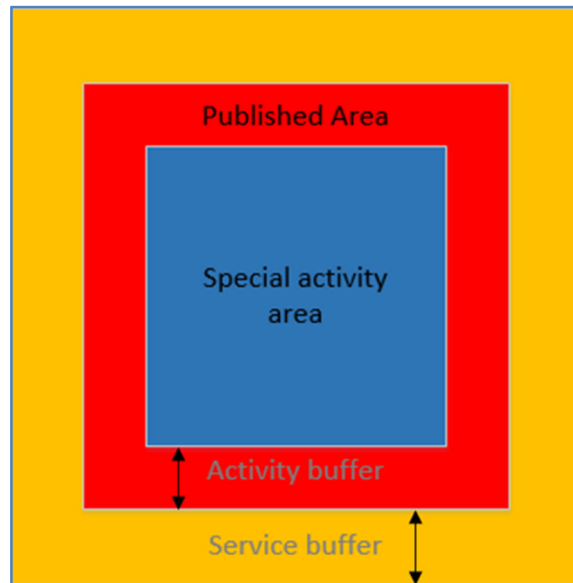 Published Area
Special activity
area
Activity buffer
Service buffer